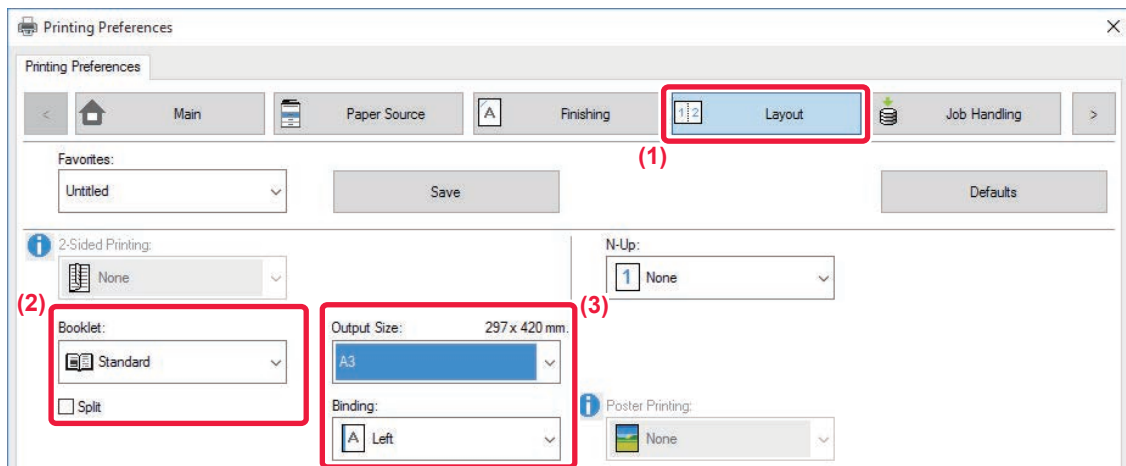 Printing Preferences
Printing Preferences
< Main Paper Source A Finishing 1 2 Layout Job Handling >
(1)
Favorites:
Untitled Save Defaults
2-Sided Printing: N-Up:
None 1 None
(2) (3)
Booklet: Output Size: 297 x 420 mm.
Standard A3
Split Binding: Poster Printing:
A Left None